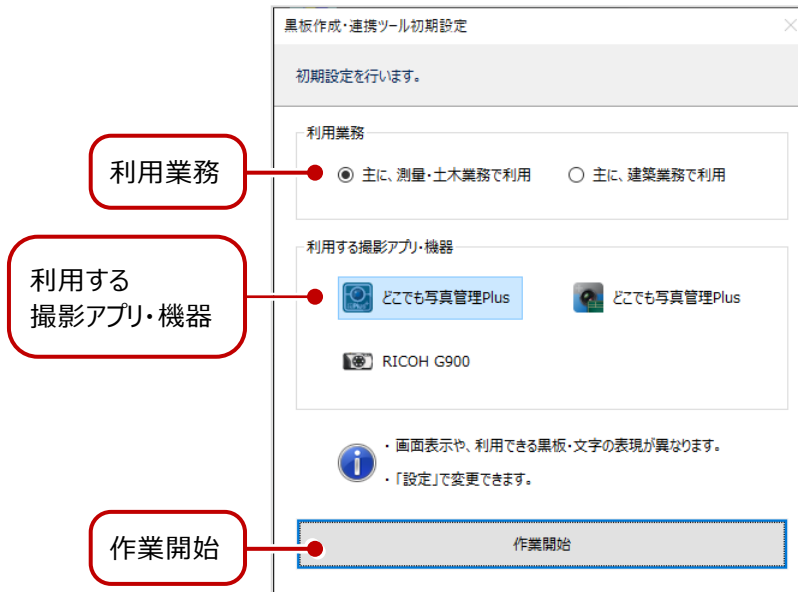 黒板作成・連携ツール初期設定
初期設定を行います。
利用業務
利用業務
主に、測量・土木業務で利用
主に、建築業務で利用
利用する
撮影アプリ・機器
利用する撮影アプリ・機器
どこでも写真管理Plus
どこでも写真管理Plus
RICOH G900
・ 画面表示や、利用できる黒板・文字の表現が異なります。
・ 「設定」で変更できます。
作業開始
作業開始